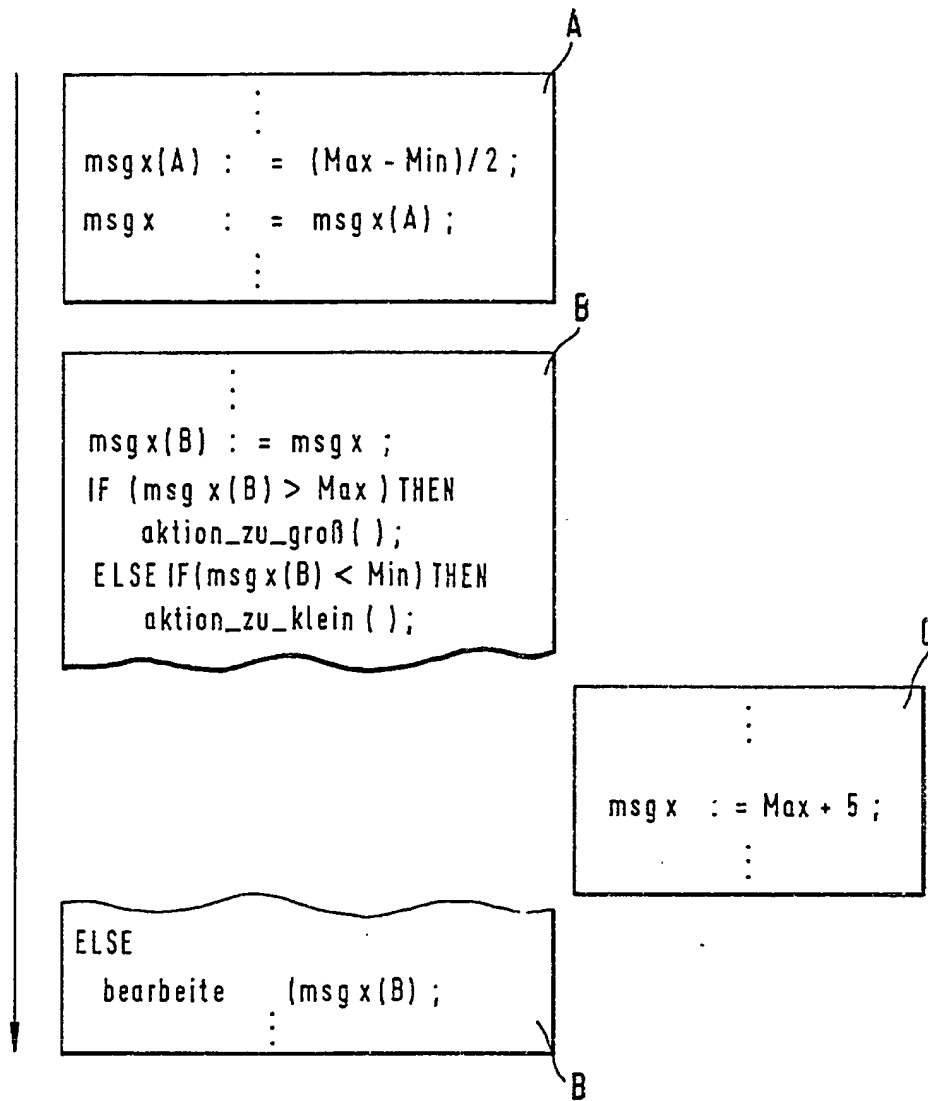 A
msgx(A) : = (Max - Min)/2 ;
msgx : = msgx(A) ;
B
msgx(B) : = msgx ;
IF (msg x(B) > Max ) THEN
aktion_zu_groß( );
ELSE IF(msgx(B) < Min) THEN
aktion_zu_klein ( );
msgx : = Max + 5 ;
ELSE
bearbeite (msgx(B) ;
B